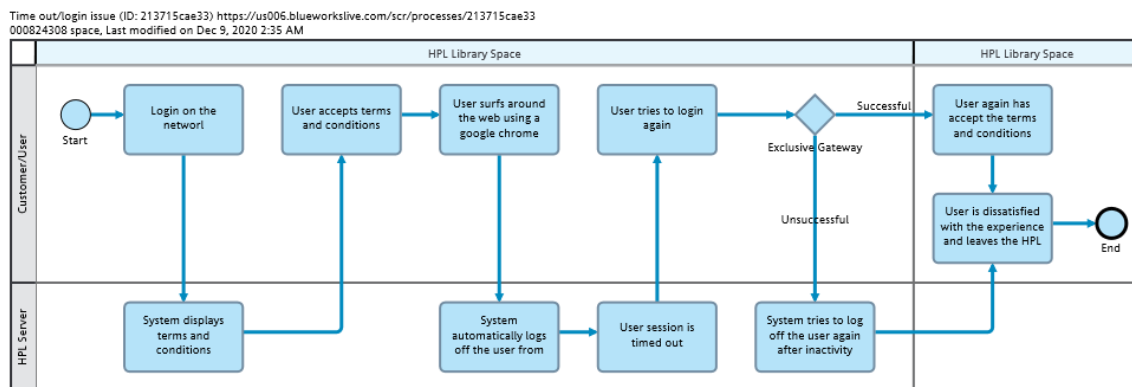 Time out/login issue (ID: 213715cae33) https://us006.blueworkslive.com/scr/processes/213715cae33
000824308 space, Last modified on Dec 9, 2020 2:35 AM
HPL Library Space
HPL Library Space
Customer/User
Start
Login on the
networl
User accepts terms
and conditions
User surfs around
the web using a
google chrome
User tries to login
again
Exclusive Gateway
Successful
Unsuccessful
User again has
accept the terms
and conditions
User is dissatisfied
with the experience
and leaves the HPL
End
HPL Server
System displays
terms and
conditions
System
automatically logs
off the user from
User session is
timed out
System tries to log
off the user again
after inactivity